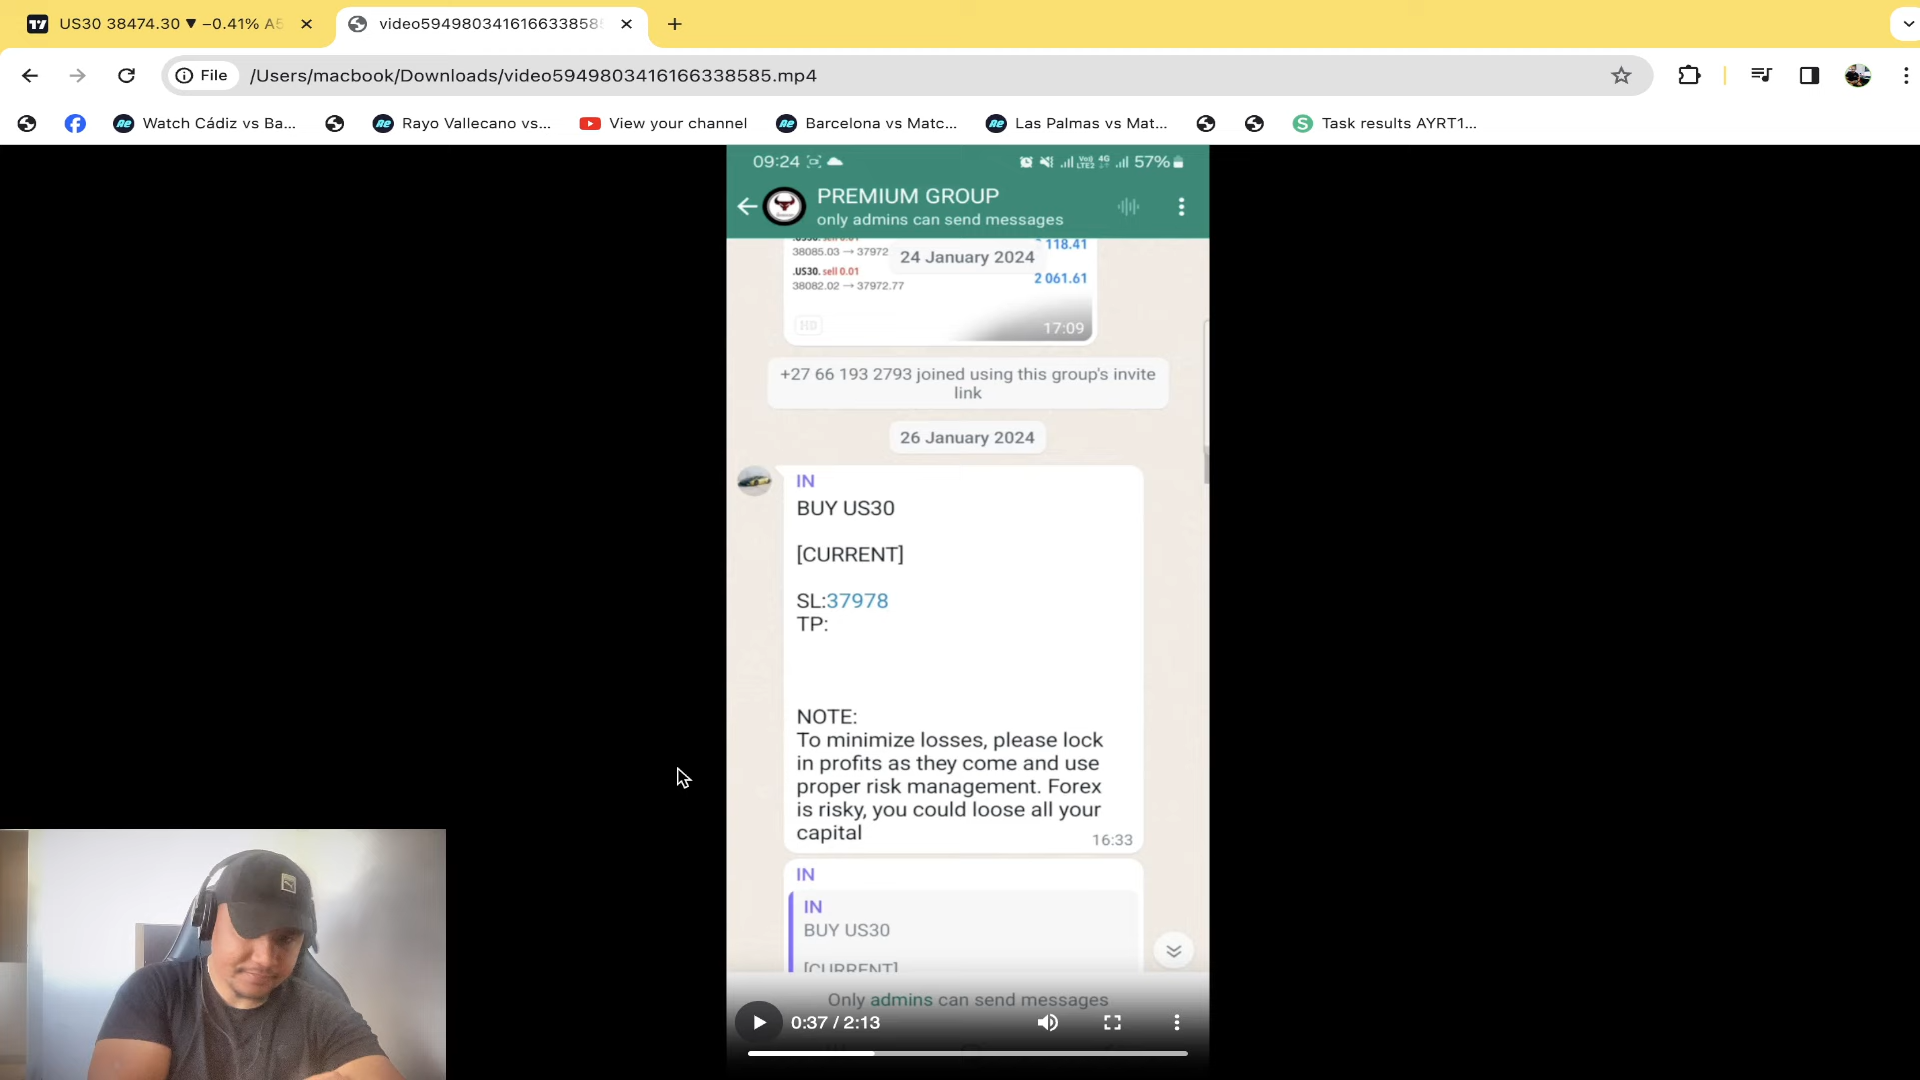 US30 38474.30 ▼ −0.41%
video5949803416166338585
File
/Users/macbook/Downloads/video5949803416166338585.mp4
Watch Cádiz vs Ba...
Rayo Vallecano vs...
View your channel
Barcelona vs Matc...
Las Palmas vs Mat...
Task results AYRT1...
09:24
4G
57%
PREMIUM GROUP
only admins can send messages
118.41
38085.03 → 37972
24 January 2024
.US30. sell 0.01
2 061.61
38082.02 → 37972.77
HD
17:09
+27 66 193 2793 joined using this group's invite
link
26 January 2024
IN
BUY US30
[CURRENT]
SL:37978
TP:
NOTE:
To minimize losses, please lock
in profits as they come and use
proper risk management. Forex
is risky, you could loose all your
capital
16:33
IN
IN
BUY US30
[CURRENT]
Only admins can send messages
0:37 / 2:13